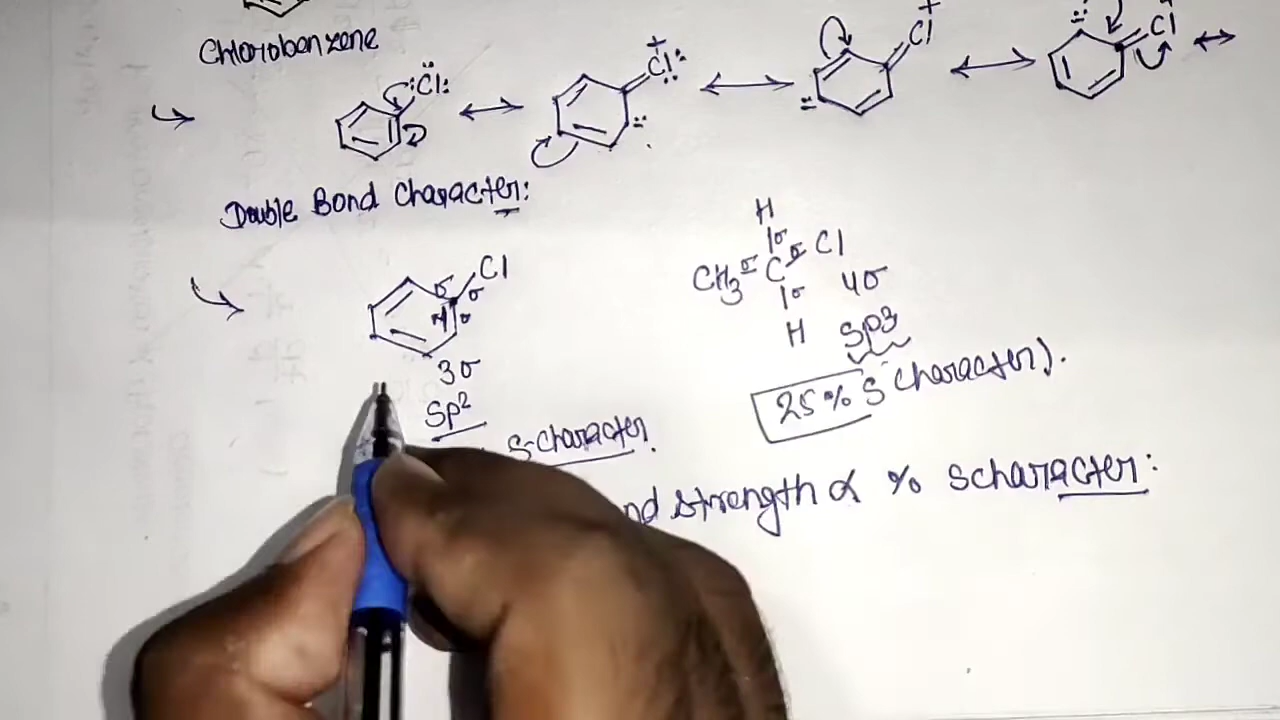 Chlorobenzene
:Cl: ↔ Cl: ↔ Cl ↔ Cl ↔
Double Bond Character:
H
σ
CH3 σ C σ Cl
σ 4σ
H sp3
25% S Character).
Cl
σ σ
σ
3σ
Sp²
S-Character.
strength ∝ % S character: